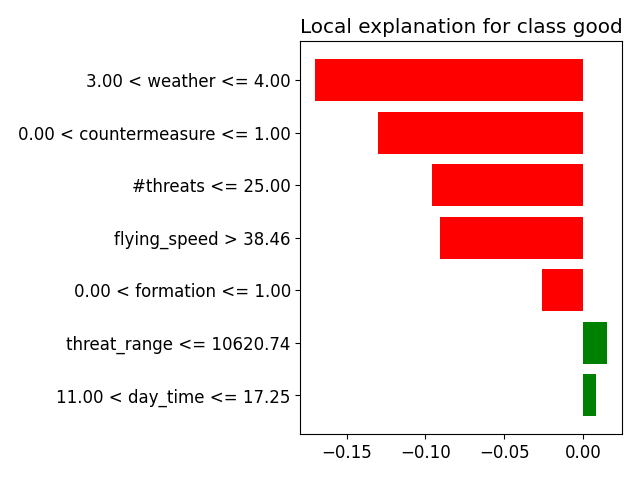 Local explanation for class good
3.00 < weather <= 4.00
0.00 < countermeasure <= 1.00
#threats <= 25.00
flying_speed > 38.46
0.00 < formation <= 1.00
threat_range <= 10620.74
11.00 < day_time <= 17.25
−0.15 −0.10 −0.05 0.00